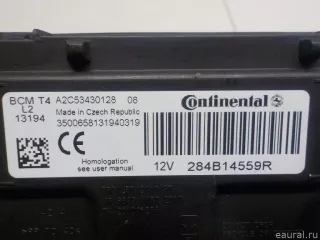 BCM T4 A2C53430128 06
L2 Made in Czech Republic
13194 3500658131940319
Continental
CE
Homologation
see user manual
12V 284B14559R
© eaural.ru